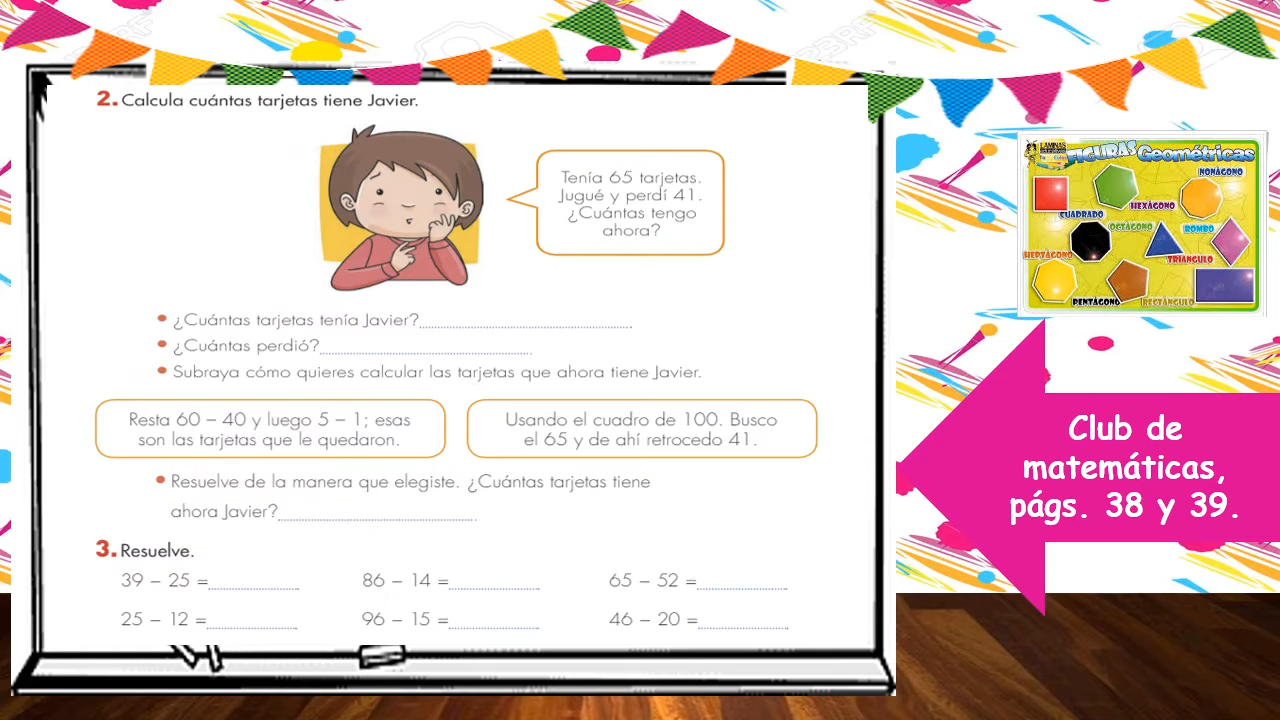 2. Calcula cuántas tarjetas tiene Javier.
Tenía 65 tarjetas.
Jugué y perdí 41.
¿Cuántas tengo
ahora?
• ¿Cuántas tarjetas tenía Javier?
• ¿Cuántas perdió?
• Subraya cómo quieres calcular las tarjetas que ahora tiene Javier.
Resta 60 – 40 y luego 5 – 1; esas
son las tarjetas que le quedaron.
Usando el cuadro de 100. Busco
el 65 y de ahí retrocedo 41.
• Resuelve de la manera que elegiste. ¿Cuántas tarjetas tiene
ahora Javier?
3. Resuelve.
39 – 25 = 86 – 14 = 65 – 52 =
25 – 12 = 96 – 15 = 46 – 20 =
LAMINAS
FIGURAS Geométricas
NONÁGONO
HEXÁGONO
CUADRADO
OCTÁGONO
ROMBO
HEPTÁGONO
TRIÁNGULO
PENTÁGONO
RECTÁNGULO
Club de
matemáticas,
págs. 38 y 39.